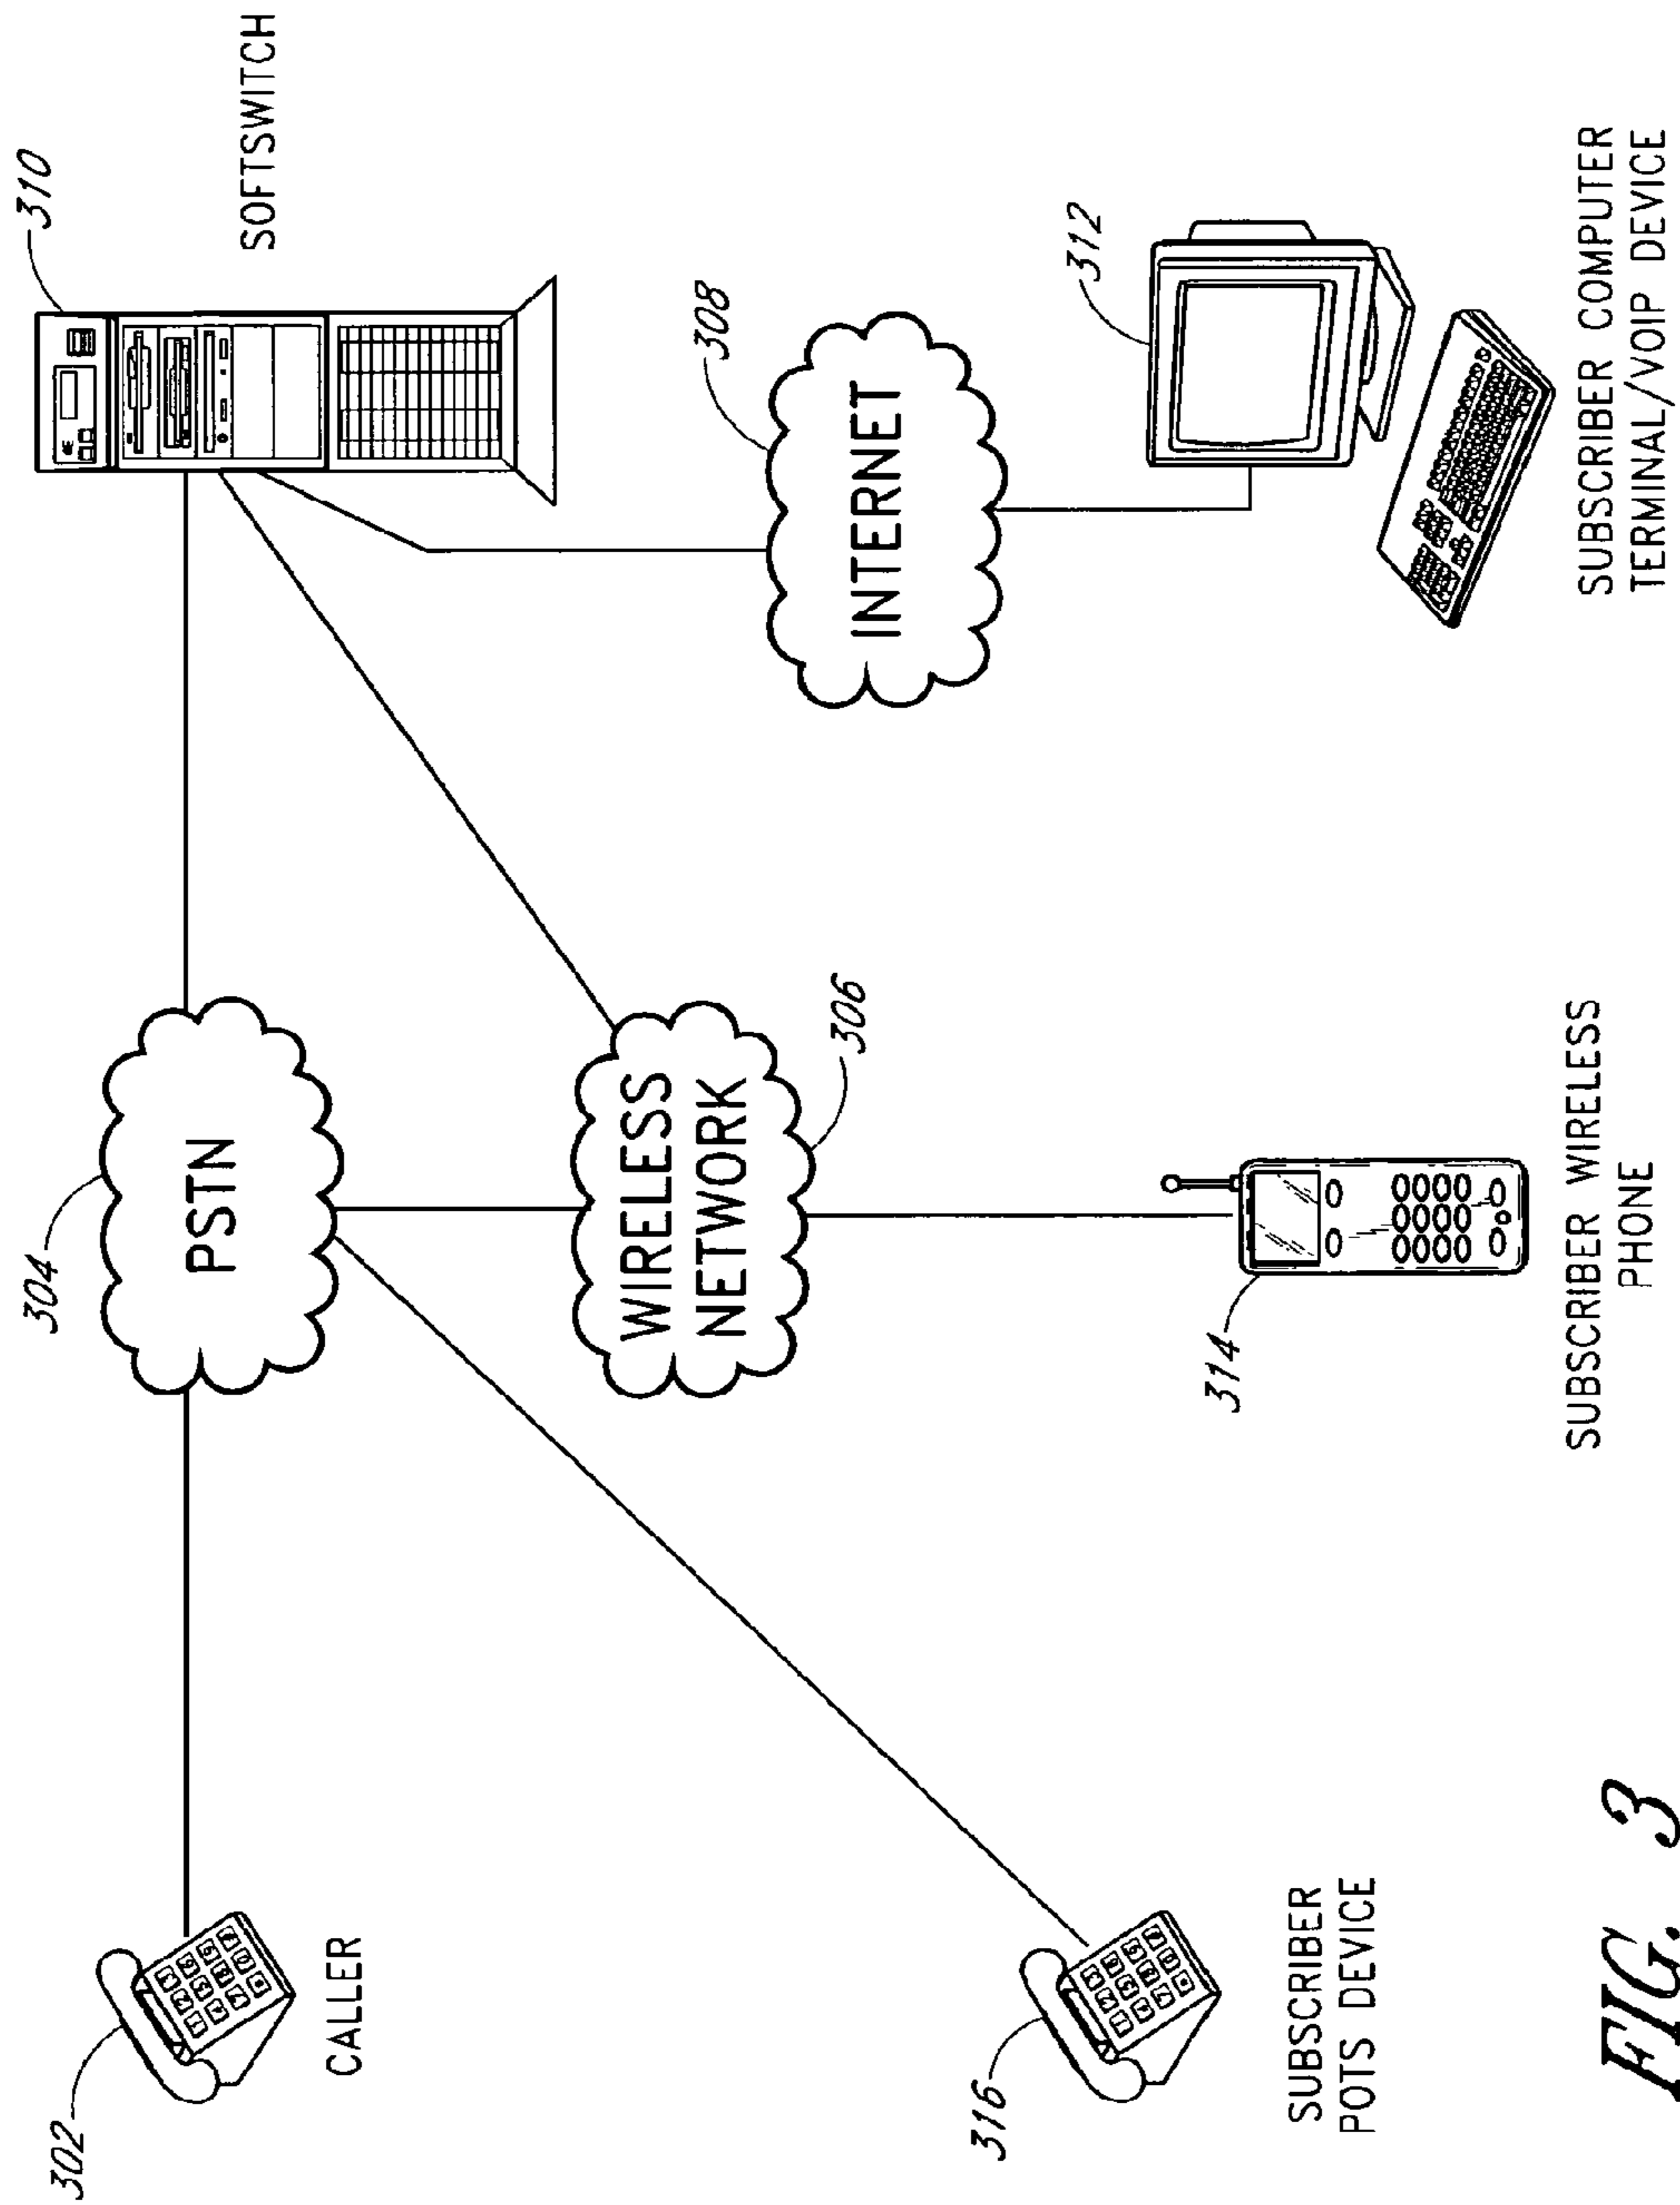 302
CALLER
304
PSTN
310
SOFTSWITCH
316
SUBSCRIBER
POTS DEVICE
WIRELESS
NETWORK
306
314
SUBSCRIBER WIRELESS
PHONE
308
INTERNET
312
SUBSCRIBER COMPUTER
TERMINAL/VOIP DEVICE
FIG. 3